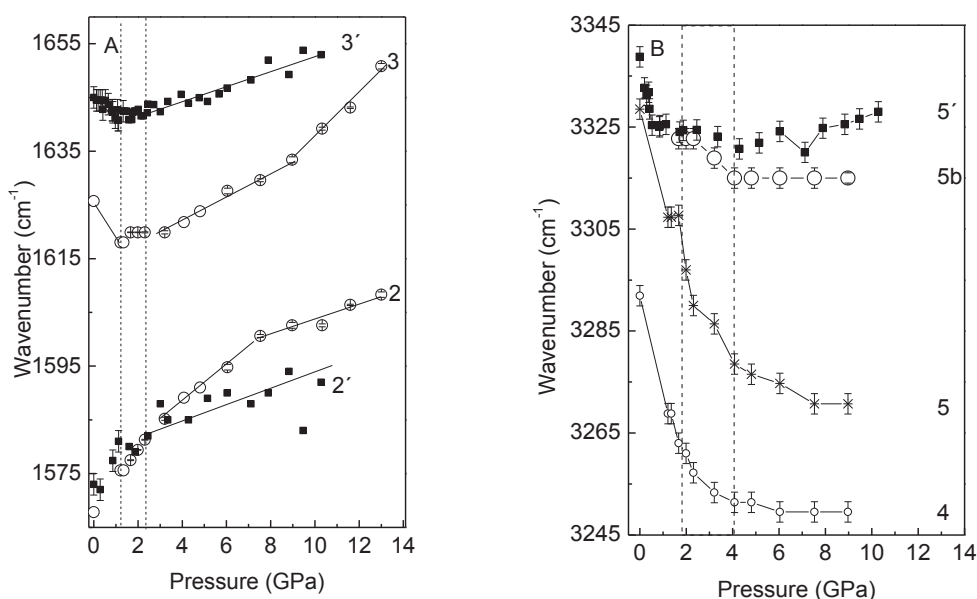 A
1655
1635
1615
1595
1575
Wavenumber (cm⁻¹)
0 2 4 6 8 10 12 14
Pressure (GPa)
3´
3
2
2´
B
3345
3325
3305
3285
3265
3245
Wavenumber (cm⁻¹)
0 2 4 6 8 10 12 14
Pressure (GPa)
5´
5b
5
4